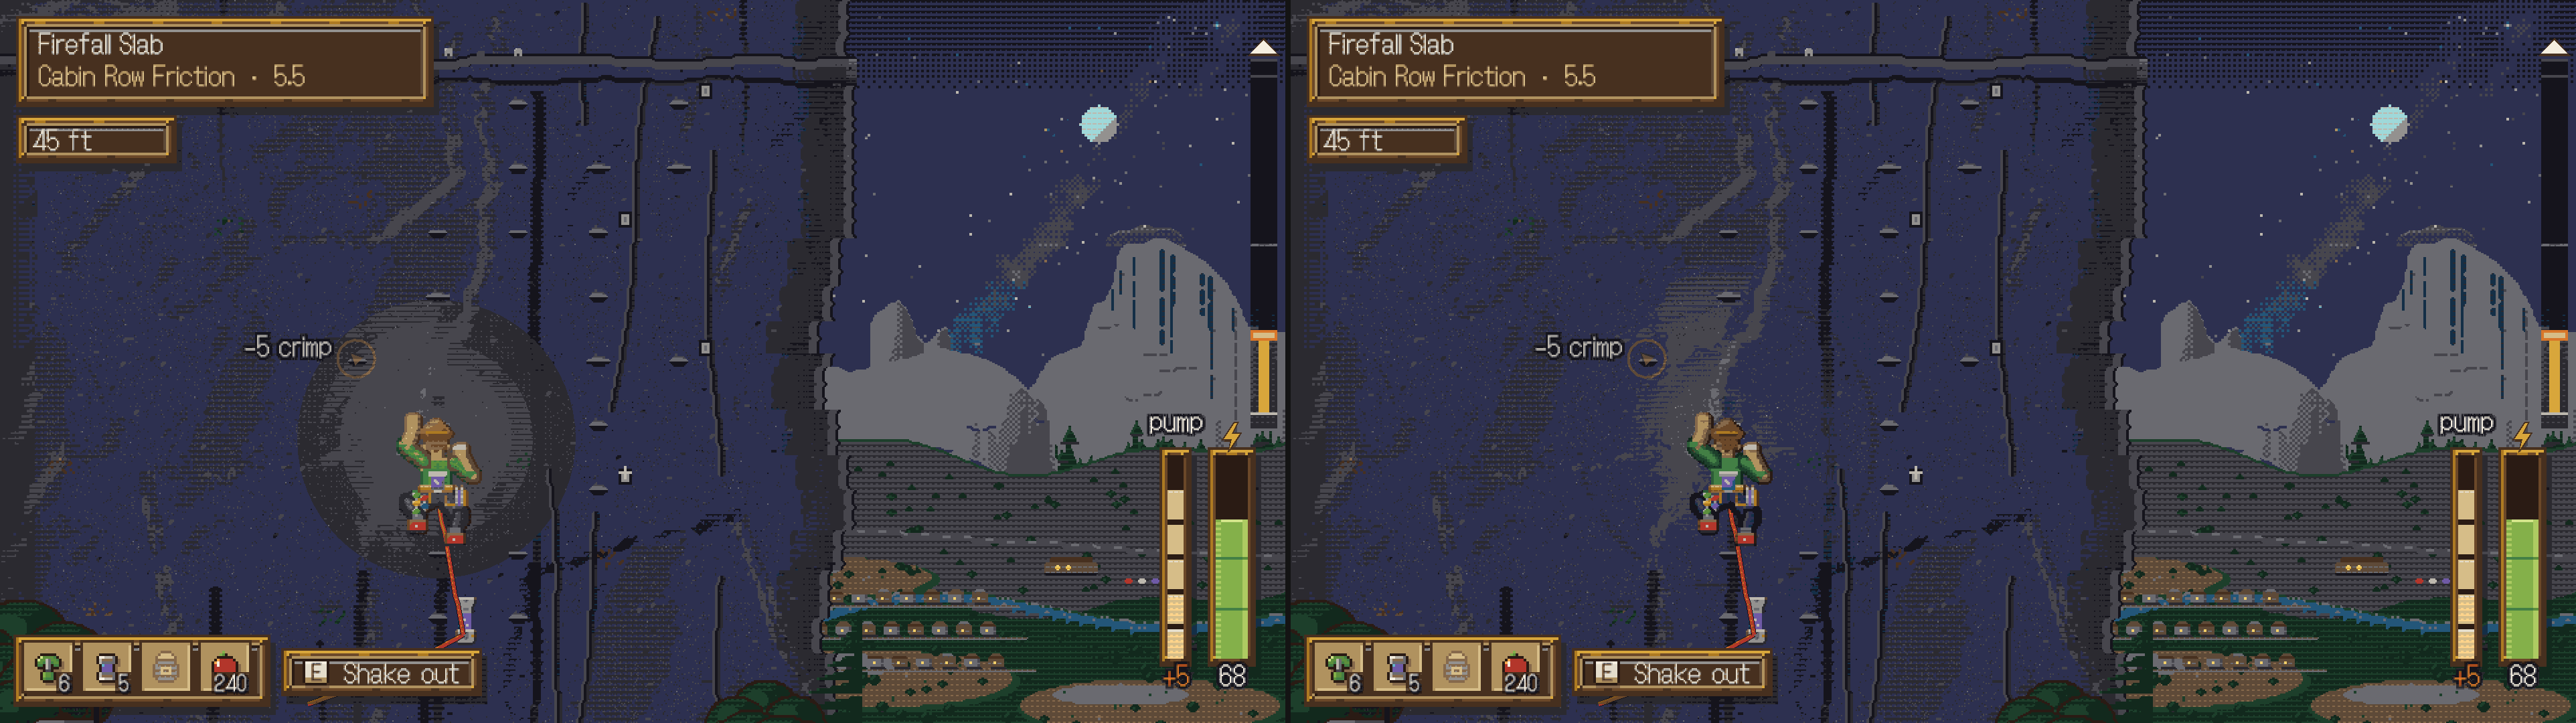 Firefall Slab
Cabin Row Friction · 5.5
45 ft
-5 crimp
pump
6
5
240
E Shake out
+5
68
Firefall Slab
Cabin Row Friction · 5.5
45 ft
-5 crimp
pump
6
5
240
E Shake out
+5
68